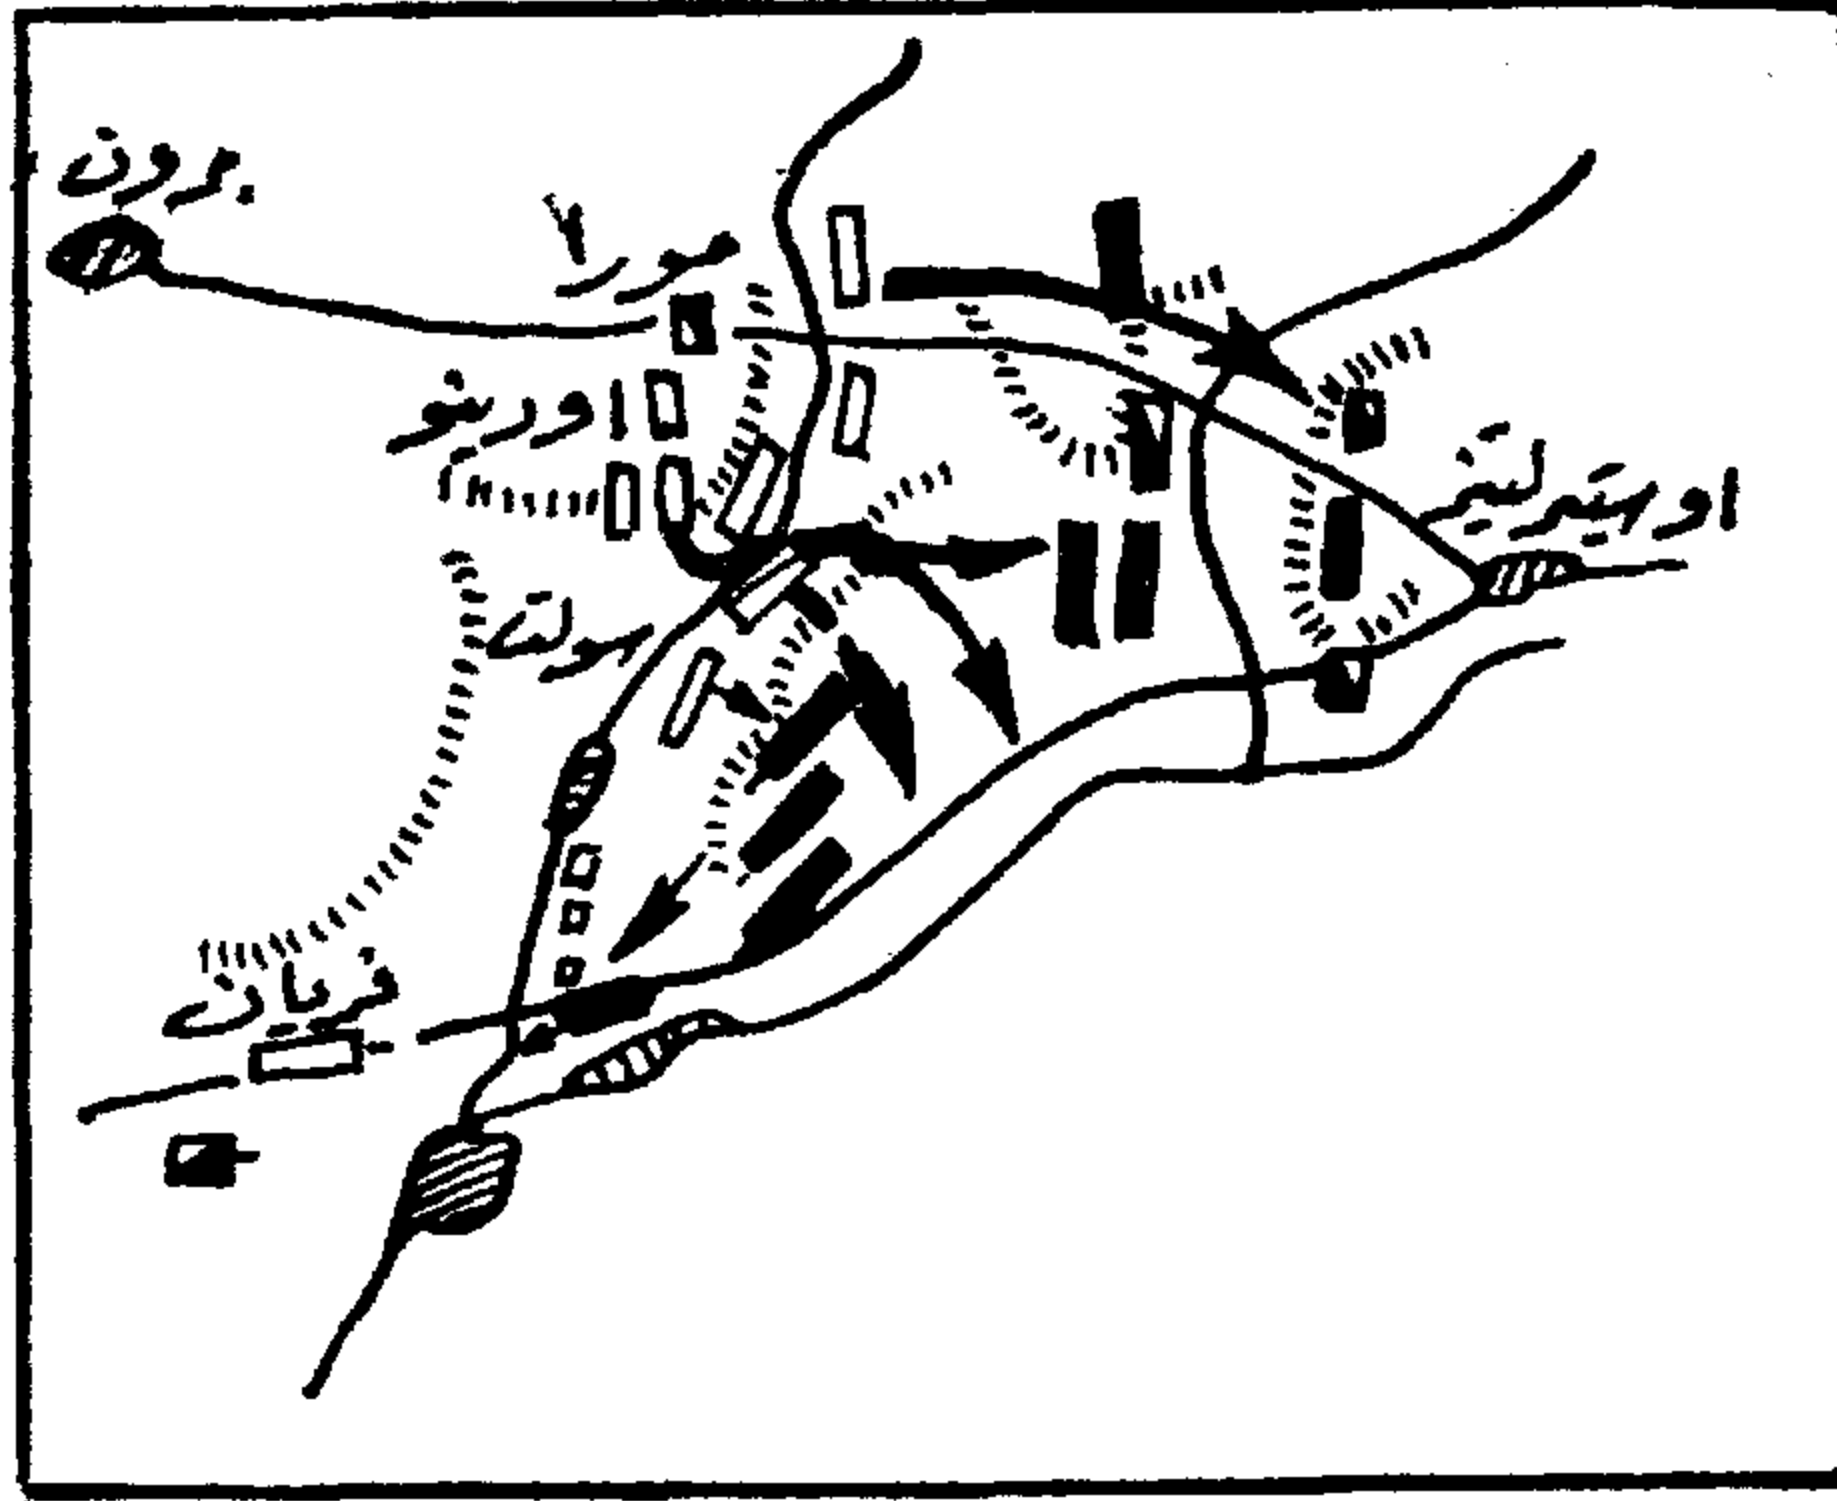 برون
مورا
اودينو
اوستيرليتز
سولت
فريان